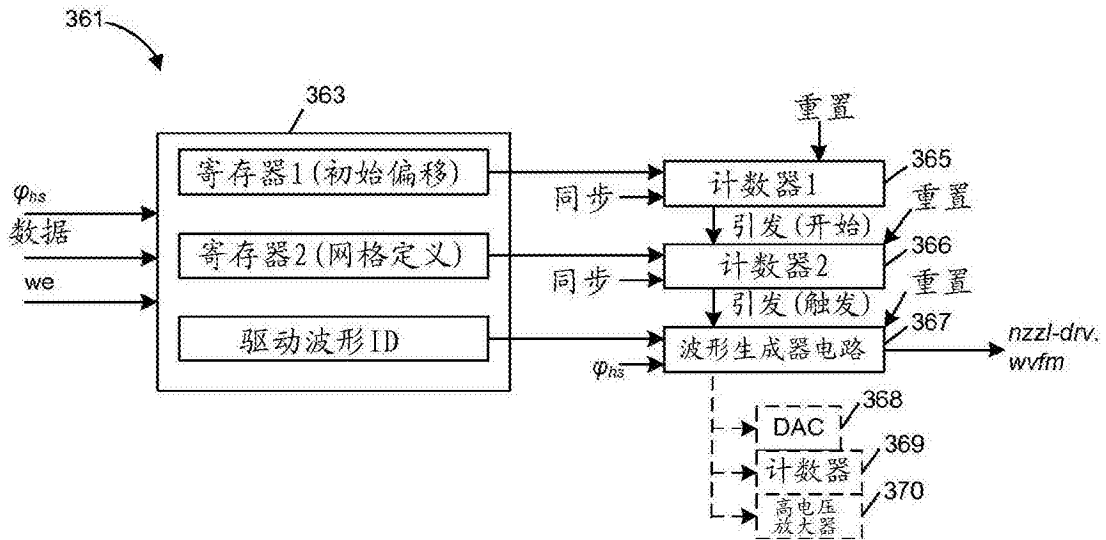 361
363
重置
寄存器1(初始偏移)
计数器1
365
φhs
同步
引发(开始)
重置
数据
寄存器2(网格定义)
计数器2
366
we
同步
引发(触发)
重置
驱动波形ID
波形生成器电路
367
nzzl-drv.
wvfm
φhs
DAC
368
计数器
369
高电压
放大器
370